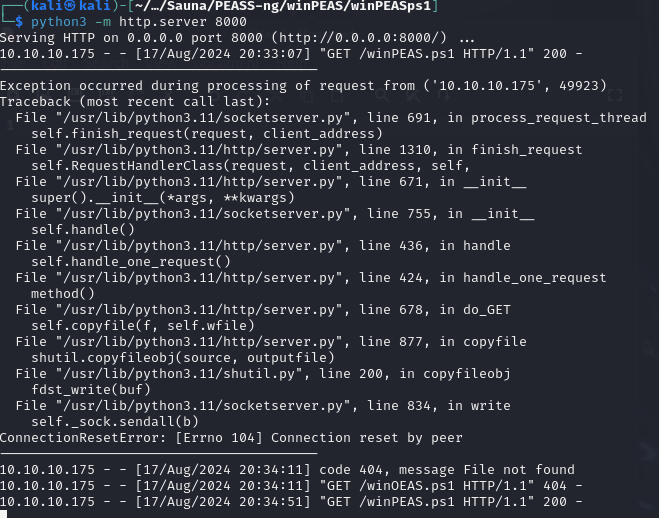 ┌──(kali㉿kali)-[~/…/Sauna/PEASS-ng/winPEAS/winPEASps1]
└─$ python3 -m http.server 8000
Serving HTTP on 0.0.0.0 port 8000 (http://0.0.0.0:8000/) ...
10.10.10.175 - - [17/Aug/2024 20:33:07] "GET /winPEAS.ps1 HTTP/1.1" 200 -
----------------------------------------
Exception occurred during processing of request from ('10.10.10.175', 49923)
Traceback (most recent call last):
  File "/usr/lib/python3.11/socketserver.py", line 691, in process_request_thread
    self.finish_request(request, client_address)
  File "/usr/lib/python3.11/http/server.py", line 1310, in finish_request
    self.RequestHandlerClass(request, client_address, self,
  File "/usr/lib/python3.11/http/server.py", line 671, in __init__
    super().__init__(*args, **kwargs)
  File "/usr/lib/python3.11/socketserver.py", line 755, in __init__
    self.handle()
  File "/usr/lib/python3.11/http/server.py", line 436, in handle
    self.handle_one_request()
  File "/usr/lib/python3.11/http/server.py", line 424, in handle_one_request
    method()
  File "/usr/lib/python3.11/http/server.py", line 678, in do_GET
    self.copyfile(f, self.wfile)
  File "/usr/lib/python3.11/http/server.py", line 877, in copyfile
    shutil.copyfileobj(source, outputfile)
  File "/usr/lib/python3.11/shutil.py", line 200, in copyfileobj
    fdst_write(buf)
  File "/usr/lib/python3.11/socketserver.py", line 834, in write
    self._sock.sendall(b)
ConnectionResetError: [Errno 104] Connection reset by peer
----------------------------------------
10.10.10.175 - - [17/Aug/2024 20:34:11] code 404, message File not found
10.10.10.175 - - [17/Aug/2024 20:34:11] "GET /winOEAS.ps1 HTTP/1.1" 404 -
10.10.10.175 - - [17/Aug/2024 20:34:51] "GET /winPEAS.ps1 HTTP/1.1" 200 -